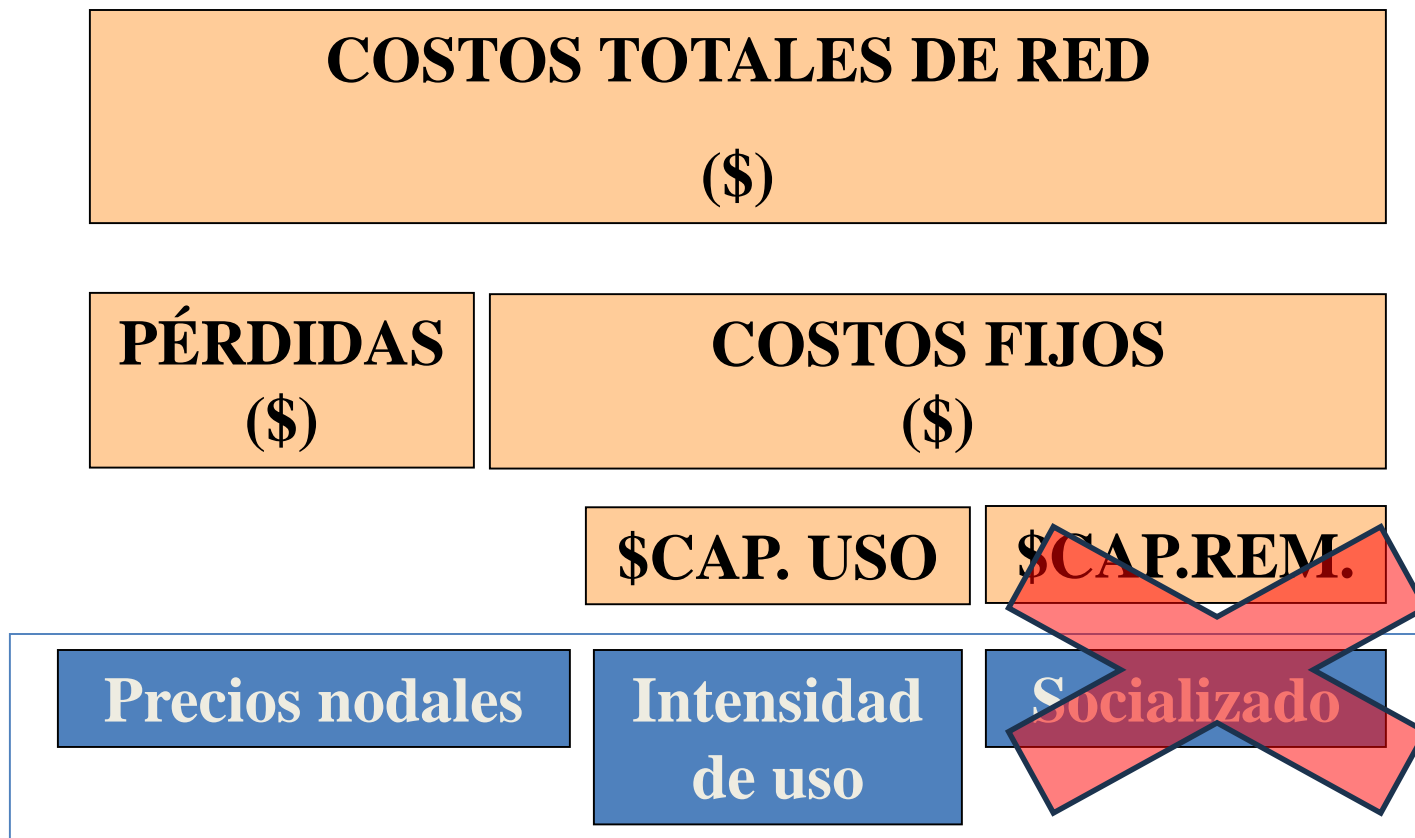 COSTOS TOTALES DE RED
($)
PÉRDIDAS
($)
COSTOS FIJOS
($)
$CAP. USO
$CAP.REM.
Precios nodales
Intensidad
de uso
Socializado